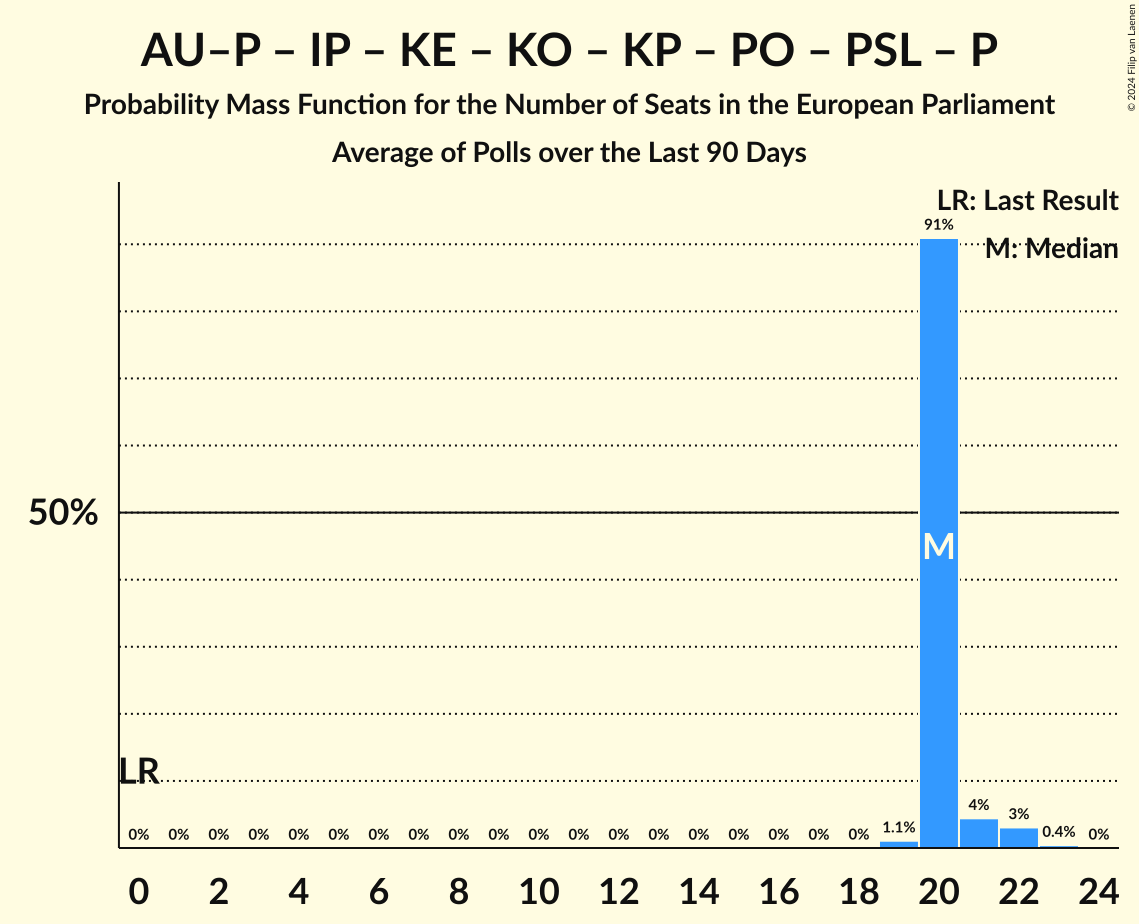 AU–P – IP – KE – KO – KP – PO – PSL – P
Probability Mass Function for the Number of Seats in the European Parliament
Average of Polls over the Last 90 Days
© 2024 Filip van Laenen
LR: Last Result
91%
M: Median
50%
M
LR
0% 0% 0% 0% 0% 0% 0% 0% 0% 0% 0% 0% 0% 0% 0% 0% 0% 0% 0% 1.1% 4% 3% 0.4% 0%
0 2 4 6 8 10 12 14 16 18 20 22 24